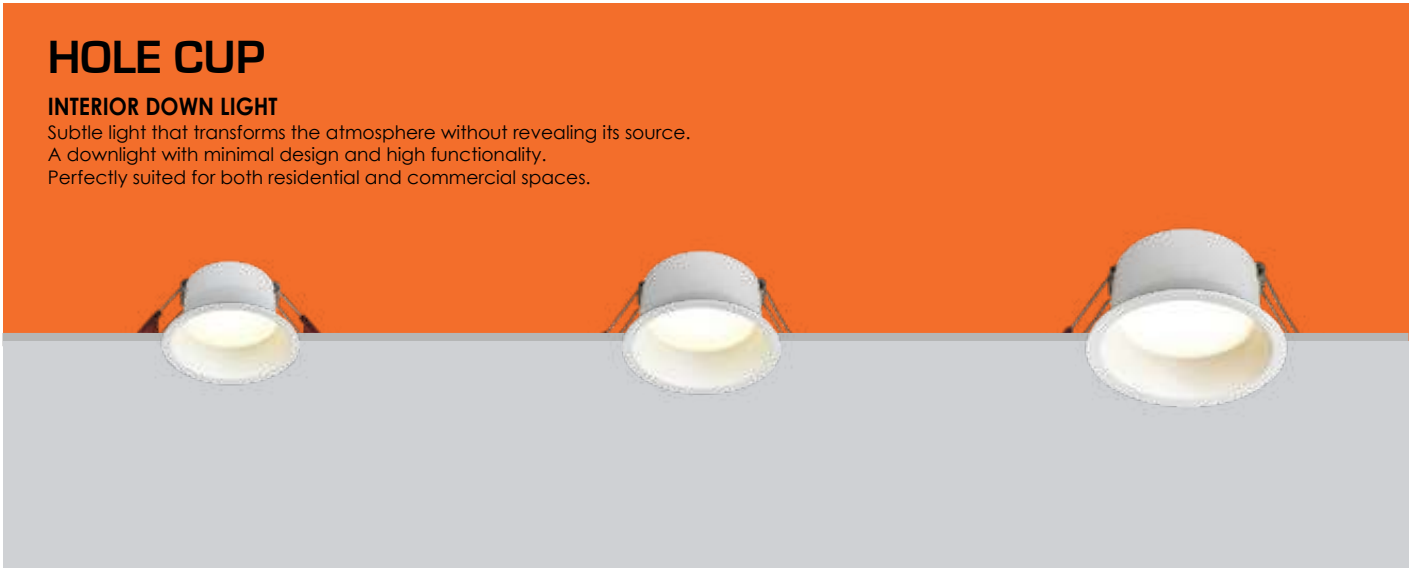 HOLE CUP
INTERIOR DOWN LIGHT
Subtle light that transforms the atmosphere without revealing its source.
A downlight with minimal design and high functionality.
Perfectly suited for both residential and commercial spaces.